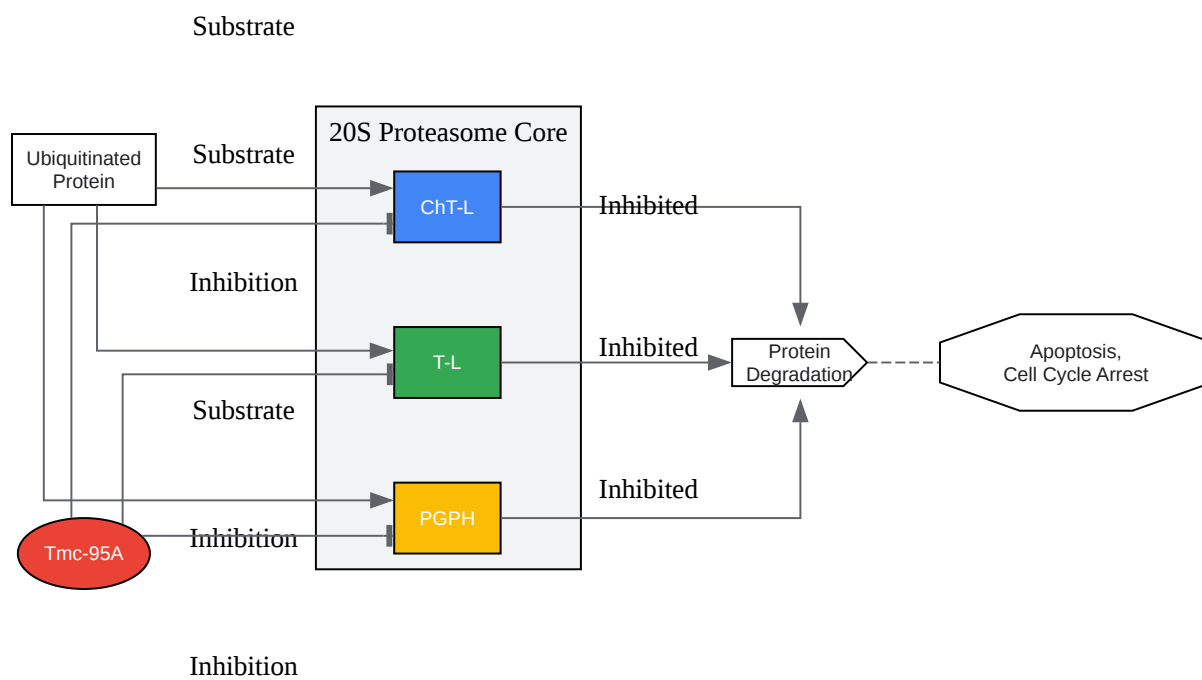 Substrate
20S Proteasome Core
Ubiquitinated
Protein
Substrate
ChT-L
Inhibited
Inhibition
T-L
Inhibited
Protein
Degradation
Apoptosis,
Cell Cycle Arrest
Substrate
PGPH
Inhibited
Tmc-95A
Inhibition
Inhibition